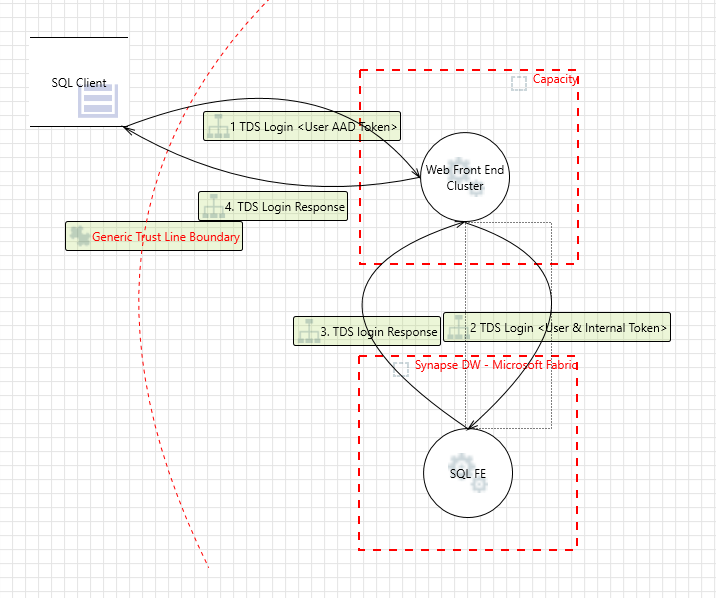 SQL Client
Capacity
1 TDS Login <User AAD Token>
Web Front End
Cluster
4. TDS Login Response
Generic Trust Line Boundary
3. TDS login Response
2 TDS Login <User & Internal Token>
Synapse DW - Microsoft Fabric
SQL FE